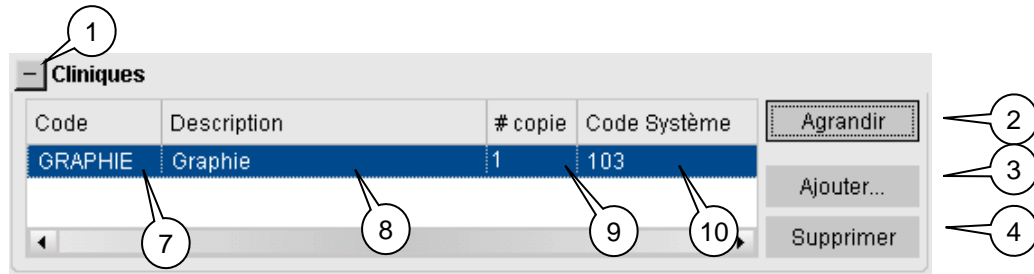 1
− Cliniques
Code Description # copie Code Système Agrandir 2
GRAPHIE Graphie 1 103
Ajouter... 3
7 8 9 10 Supprimer 4